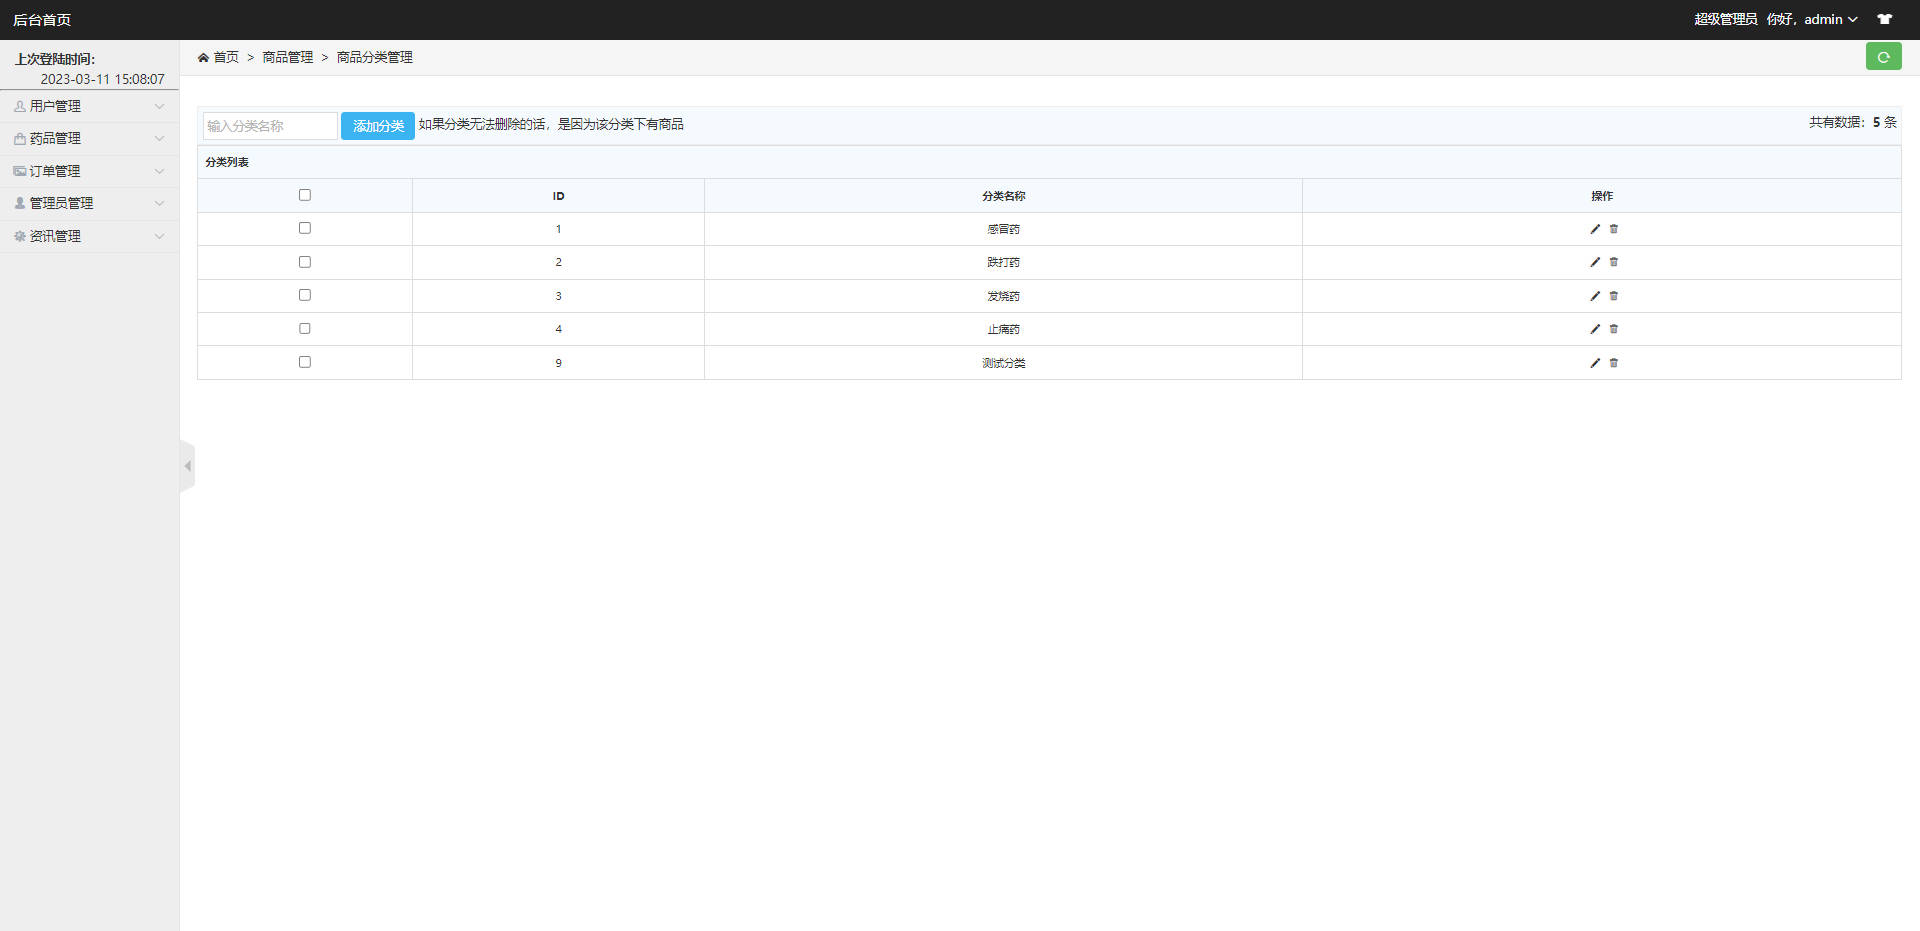 后台首页
超级管理员 你好，admin
上次登陆时间：
2023-03-11 15:08:07
用户管理
药品管理
订单管理
管理员管理
资讯管理
首页 > 商品管理 > 商品分类管理
输入分类名称 添加分类 如果分类无法删除的话，是因为该分类下有商品 共有数据：5 条
分类列表
ID 分类名称 操作
1 感冒药
2 跌打药
3 发烧药
4 止痛药
9 测试分类